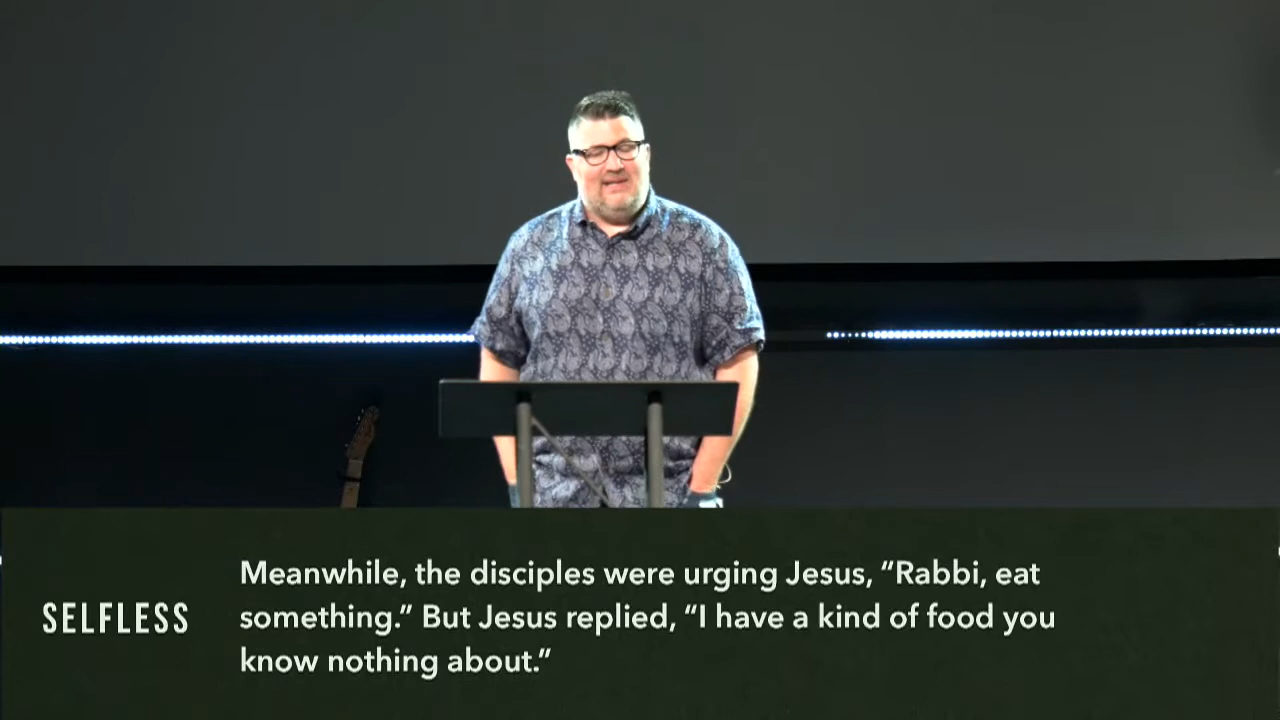 SELFLESS
Meanwhile, the disciples were urging Jesus, “Rabbi, eat
something.” But Jesus replied, “I have a kind of food you
know nothing about.”